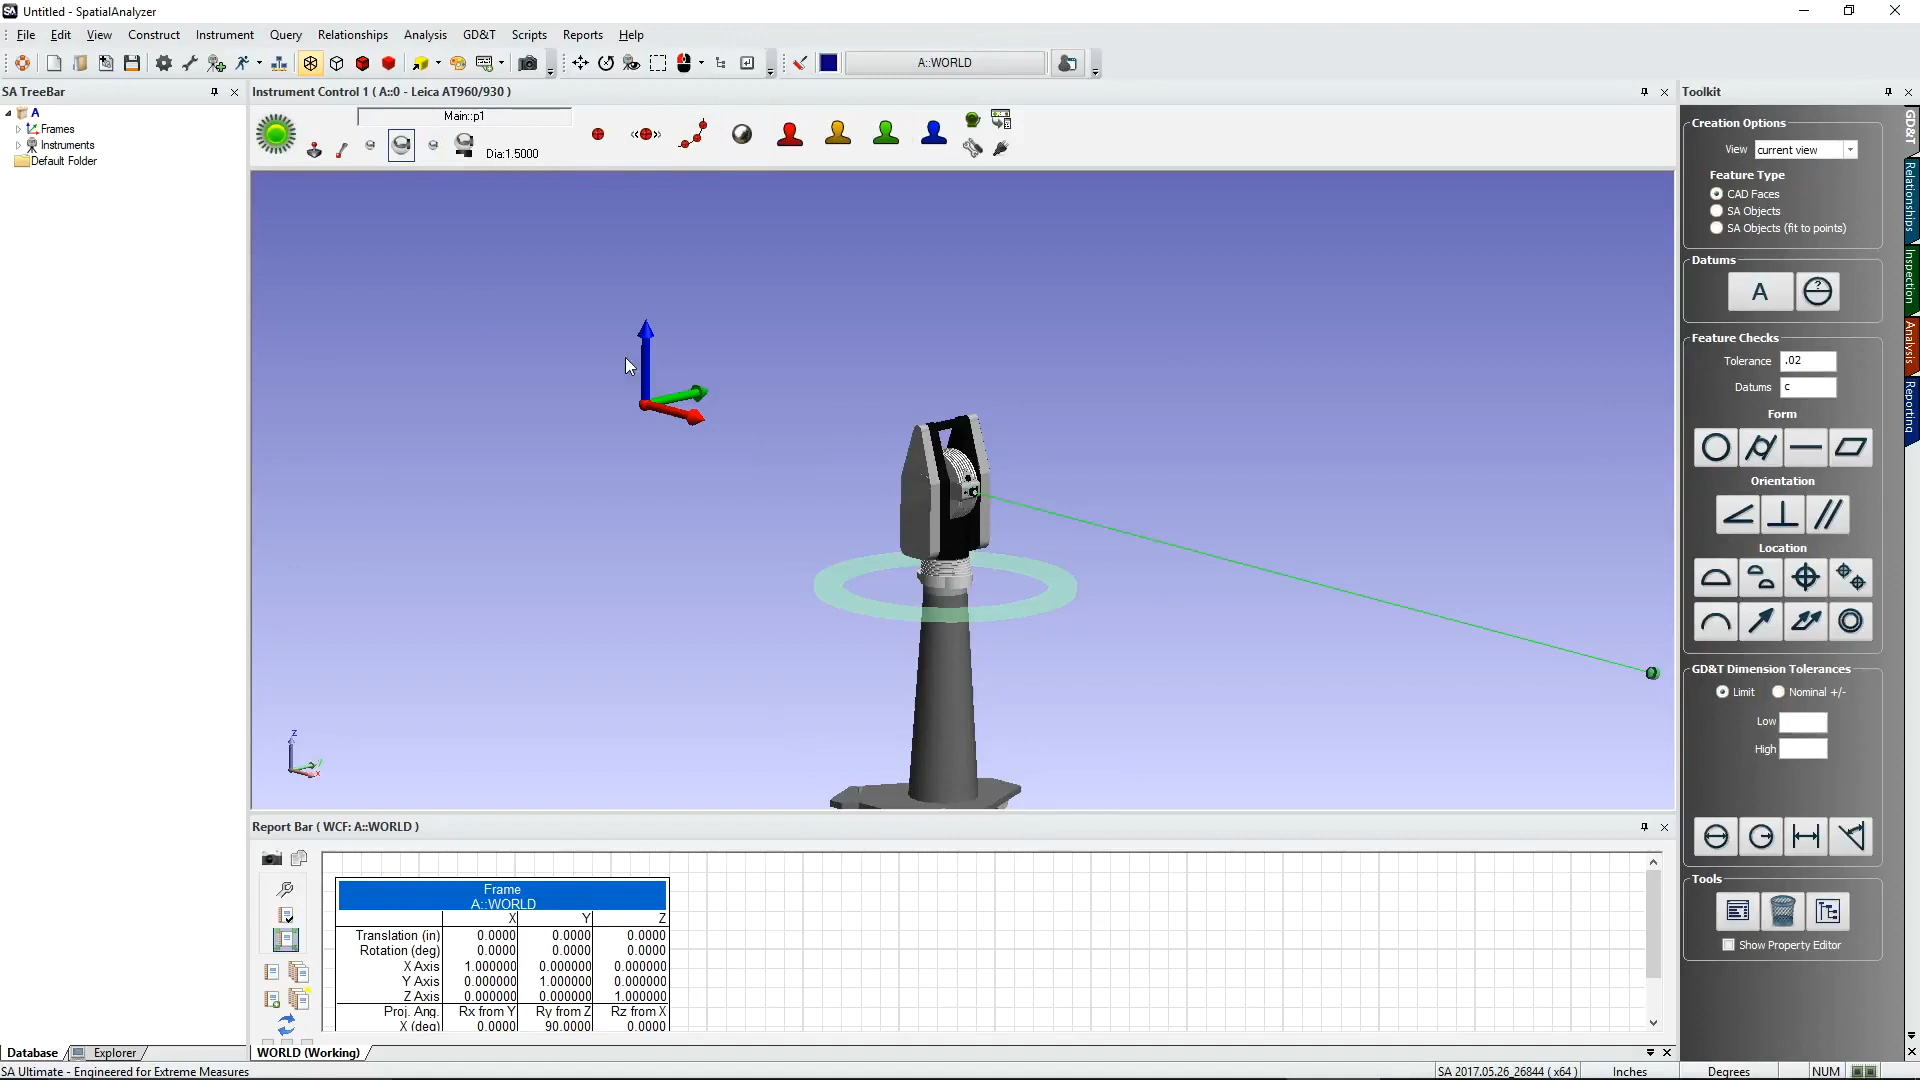 SA Untitled - SpatialAnalyzer
File Edit View Construct Instrument Query Relationships Analysis GD&T Scripts Reports Help
A::WORLD
SA TreeBar
A
Frames
Instruments
Default Folder
Database Explorer
Instrument Control 1 ( A::0 - Leica AT960/930 )
Main::p1
Dia:1.5000
z
y
x
Report Bar ( WCF: A::WORLD )
Frame
A::WORLD
X Y Z
Translation (in) 0.0000 0.0000 0.0000
Rotation (deg) 0.0000 0.0000 0.0000
X Axis 1.000000 0.000000 0.000000
Y Axis 0.000000 1.000000 0.000000
Z Axis 0.000000 0.000000 1.000000
Proj. Ang. Rx from Y Ry from Z Rz from X
X (deg) 0.0000 90.0000 0.0000
WORLD (Working)
Toolkit
Creation Options
View current view
Feature Type
CAD Faces
SA Objects
SA Objects (fit to points)
Datums
A ?
Feature Checks
Tolerance .02
Datums c
Form
Orientation
Location
GD&T Dimension Tolerances
Limit Nominal +/-
Low
High
Tools
Show Property Editor
GD&T
Relationships
Inspection
Analysis
Reporting
SA Ultimate - Engineered for Extreme Measures
SA 2017.05.26_26844 ( x64 ) Inches Degrees NUM